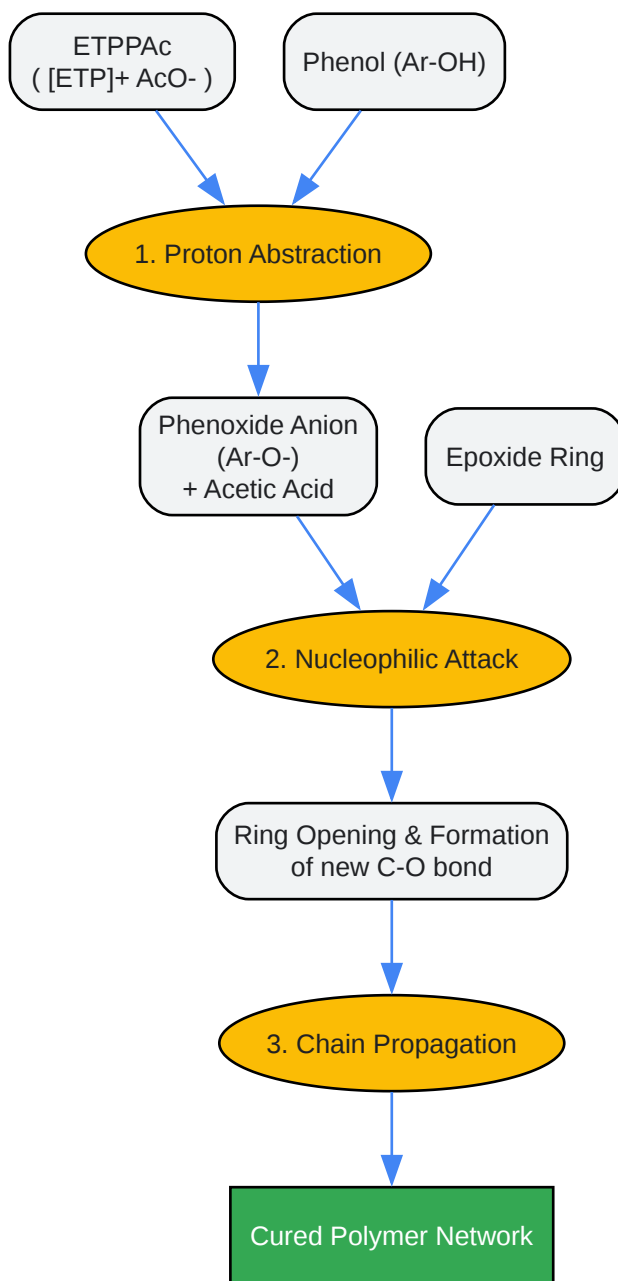 ETPPAc
( [ETP]+ AcO- )
Phenol (Ar-OH)
1. Proton Abstraction
Phenoxide Anion
(Ar-O-)
+ Acetic Acid
Epoxide Ring
2. Nucleophilic Attack
Ring Opening & Formation
of new C-O bond
3. Chain Propagation
Cured Polymer Network